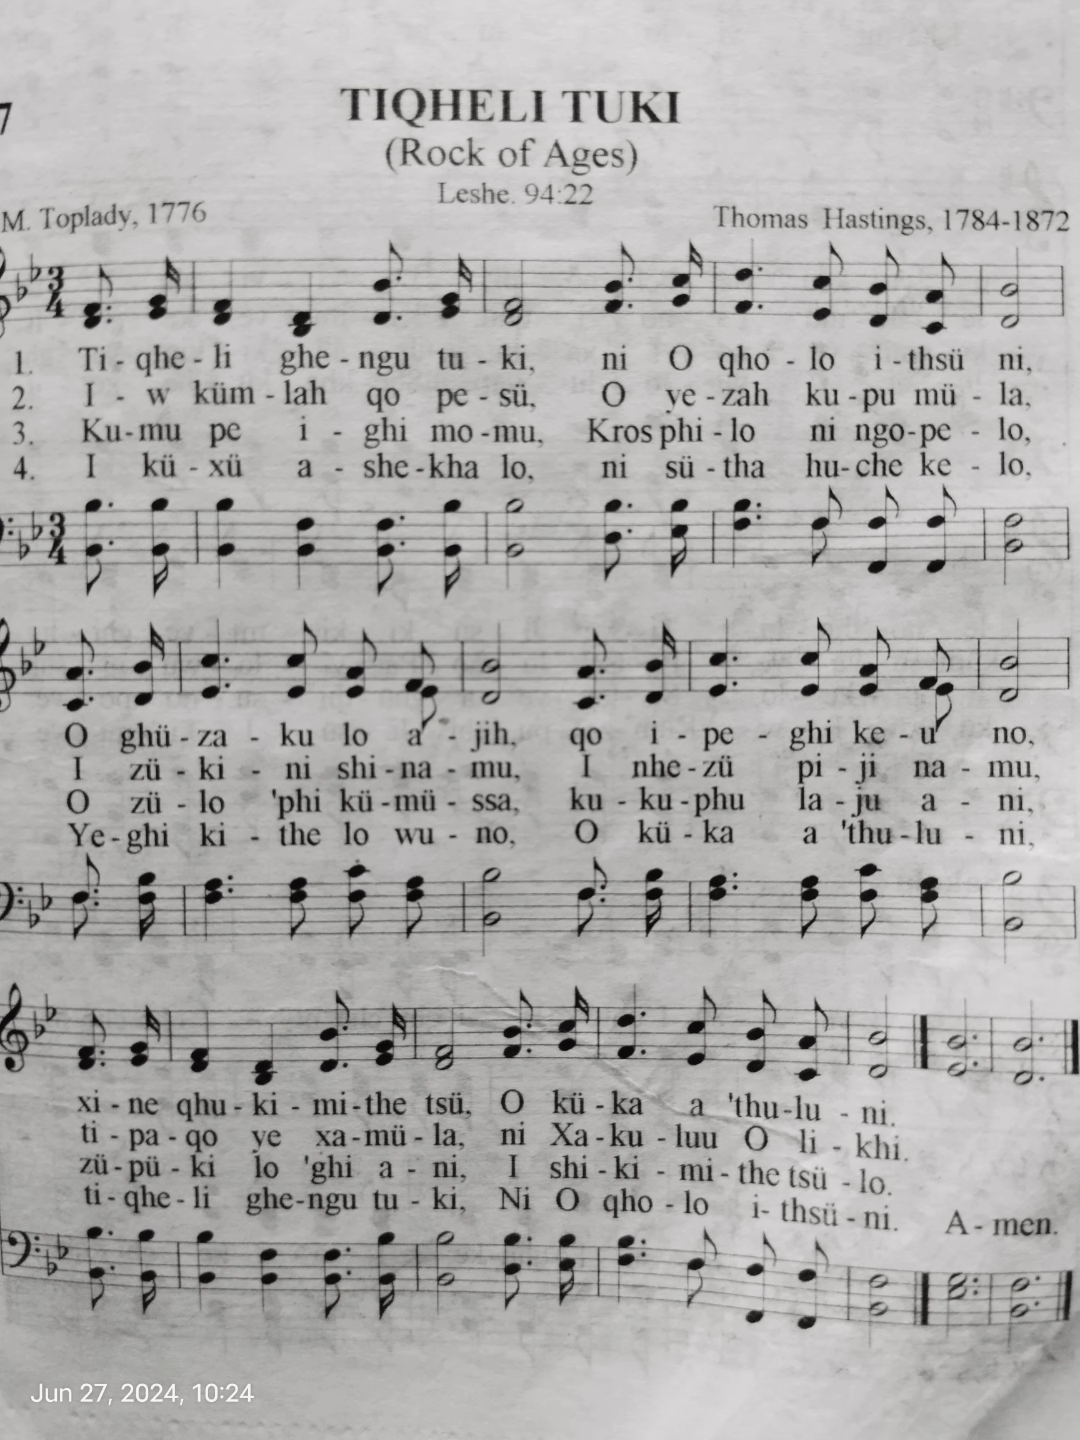 7
TIQHELI TUKI
(Rock of Ages)
Leshe. 94:22
M. Toplady, 1776
Thomas Hastings, 1784-1872
1. Ti - qhe - li ghe - ngu tu - ki, ni O qho - lo i - thsü ni,
2. I - w küm - lah qo pe - sü, O ye - zah ku - pu mü - la,
3. Ku-mu pe i - ghi mo - mu, Kros phi - lo ni ngo-pe - lo,
4. I kü - xü a - she-kha lo, ni sü - tha hu-che ke - lo.
O ghü - za - ku lo a' - jih, qo i - pe - ghi ke - u' no,
I zü - ki - ni shi - na - mu, I nhe - zü pi - ji na - mu,
O zü - lo 'phi kü - mü - ssa, ku - ku - phu la - ju a - ni,
Ye - ghi ki - the lo wu - no, O kü - ka a 'thu - lu - ni,
xi - ne qhu - ki - mi - the tsü, O kü - ka a 'thu-lu - ni.
ti - pa - qo ye xa - mü - la, ni Xa - ku - luu O li - khi.
zü - pü - ki lo 'ghi a - ni, I shi - ki - mi - the tsü - lo.
ti - qhe - li ghe-ngu tu - ki, Ni O qho - lo i- thsü - ni. A - men.
Jun 27, 2024, 10:24